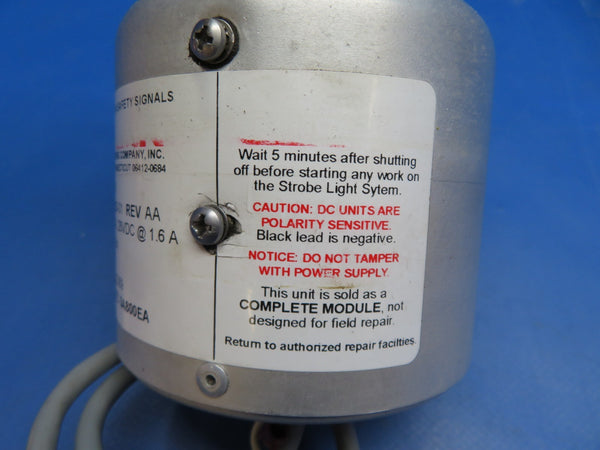 SAFETY SIGNALS
COMPANY, INC.
06412-0684
REV AA
28VDC @ 1.6 A
Wait 5 minutes after shutting
off before starting any work on
the Strobe Light Sytem.
CAUTION: DC UNITS ARE
POLARITY SENSITIVE.
Black lead is negative.
NOTICE: DO NOT TAMPER
WITH POWER SUPPLY.
This unit is sold as a
COMPLETE MODULE, not
designed for field repair.
Return to authorized repair facilties.